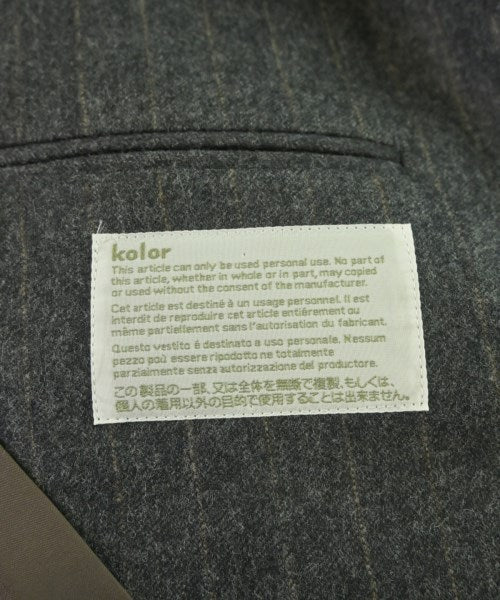 kolor
This article can only be used personal use. No part of
this article, whether in whole or in part, may copied
or used without the consent of the manufacturer.
Cet article est destiné à un usage personnel. Il est
interdit de reproduire cet article entiérement ou
même partiellement sans l'autorisation du fabricant.
Questo vestito é destinato a uso personale. Nessum
pezzo poù essere ripodotto ne totalmente
parzialmente senza autorizzazione del productore.
この製品の一部、又は全体を無断で複製、もしくは、
個人の着用以外の目的で使用することは出来ません。